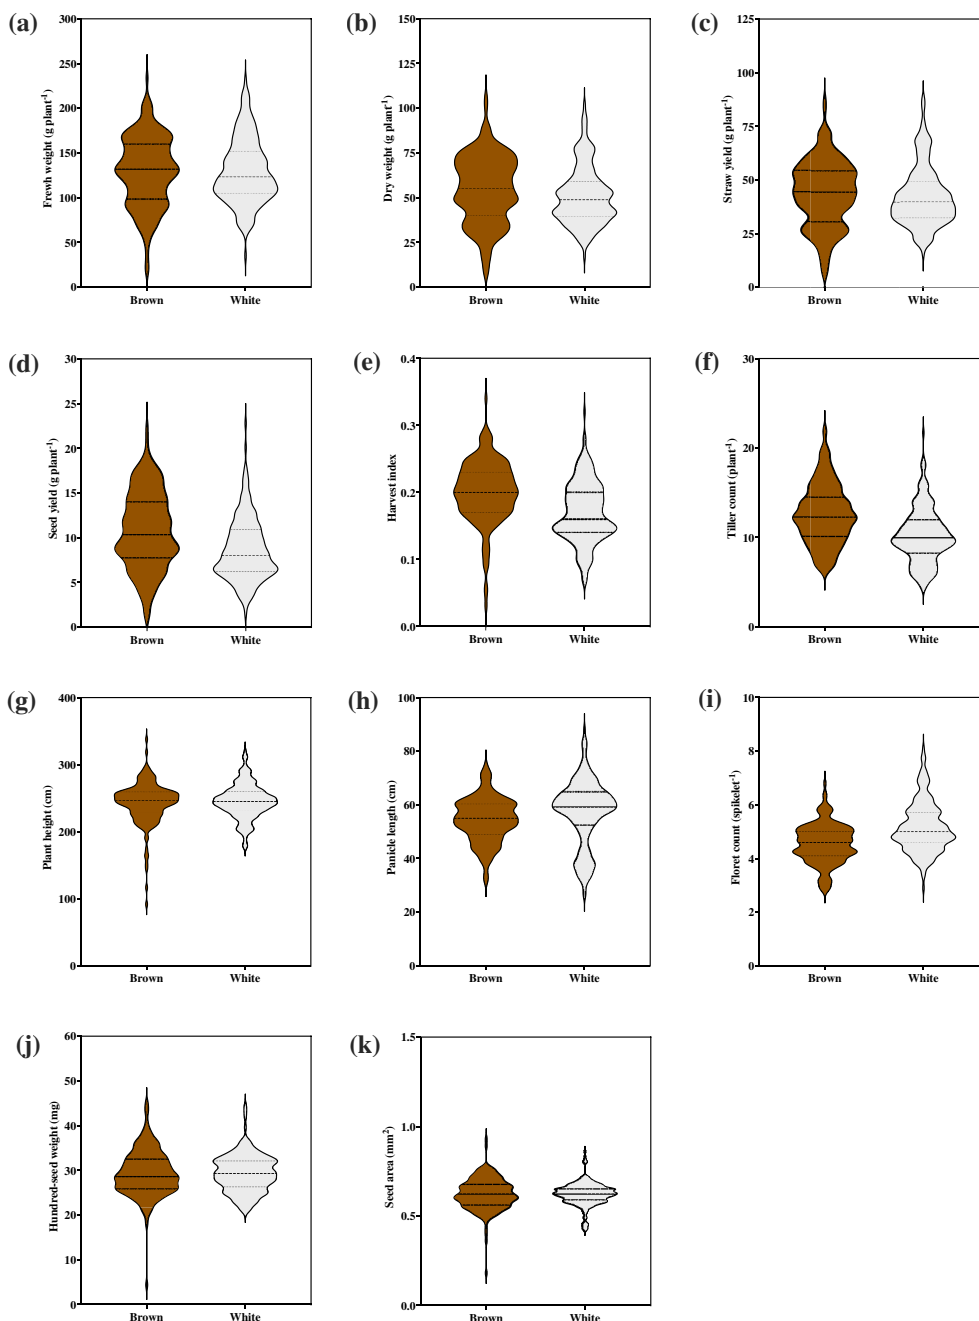 (a)
Frewh weight (g plant⁻¹)
300
250
200
150
100
50
0
Brown
White
(b)
Dry weight (g plant⁻¹)
150
125
100
75
50
25
0
Brown
White
(c)
Straw yield (g plant⁻¹)
125
100
75
50
25
0
Brown
White
(d)
Seed yield (g plant⁻¹)
30
25
20
15
10
5
0
Brown
White
(e)
Harvest index
0.4
0.3
0.2
0.1
0.0
Brown
White
(f)
Tiller count (plant⁻¹)
30
20
10
0
Brown
White
(g)
Plant height (cm)
400
300
200
100
0
Brown
White
(h)
Panicle length (cm)
100
80
60
40
20
0
Brown
White
(i)
Floret count (spikelet⁻¹)
10
8
6
4
2
0
Brown
White
(j)
Hundred-seed weight (mg)
60
50
40
30
20
10
0
Brown
White
(k)
Seed area (mm²)
1.5
1.0
0.5
0.0
Brown
White